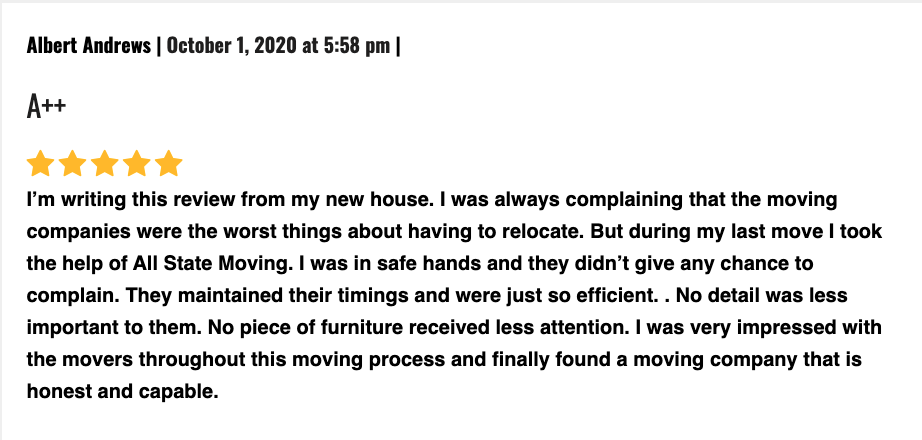 Albert Andrews | October 1, 2020 at 5:58 pm |
A++
I’m writing this review from my new house. I was always complaining that the moving
companies were the worst things about having to relocate. But during my last move I took
the help of All State Moving. I was in safe hands and they didn’t give any chance to
complain. They maintained their timings and were just so efficient. . No detail was less
important to them. No piece of furniture received less attention. I was very impressed with
the movers throughout this moving process and finally found a moving company that is
honest and capable.